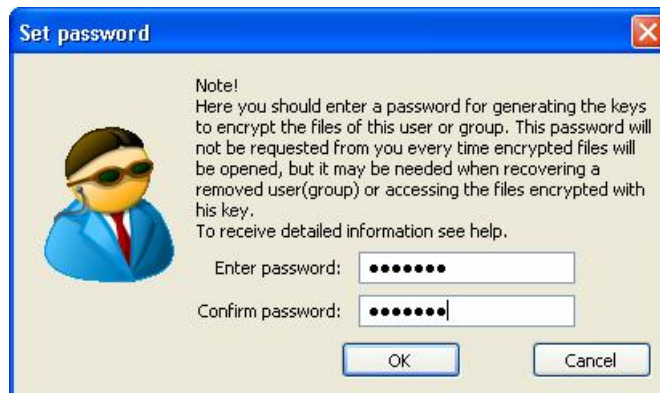 Set password
Note!
Here you should enter a password for generating the keys
to encrypt the files of this user or group. This password will
not be requested from you every time encrypted files will
be opened, but it may be needed when recovering a
removed user(group) or accessing the files encrypted with
his key.
To receive detailed information see help.
Enter password: ●●●●●●●
Confirm password: ●●●●●●●
OK Cancel